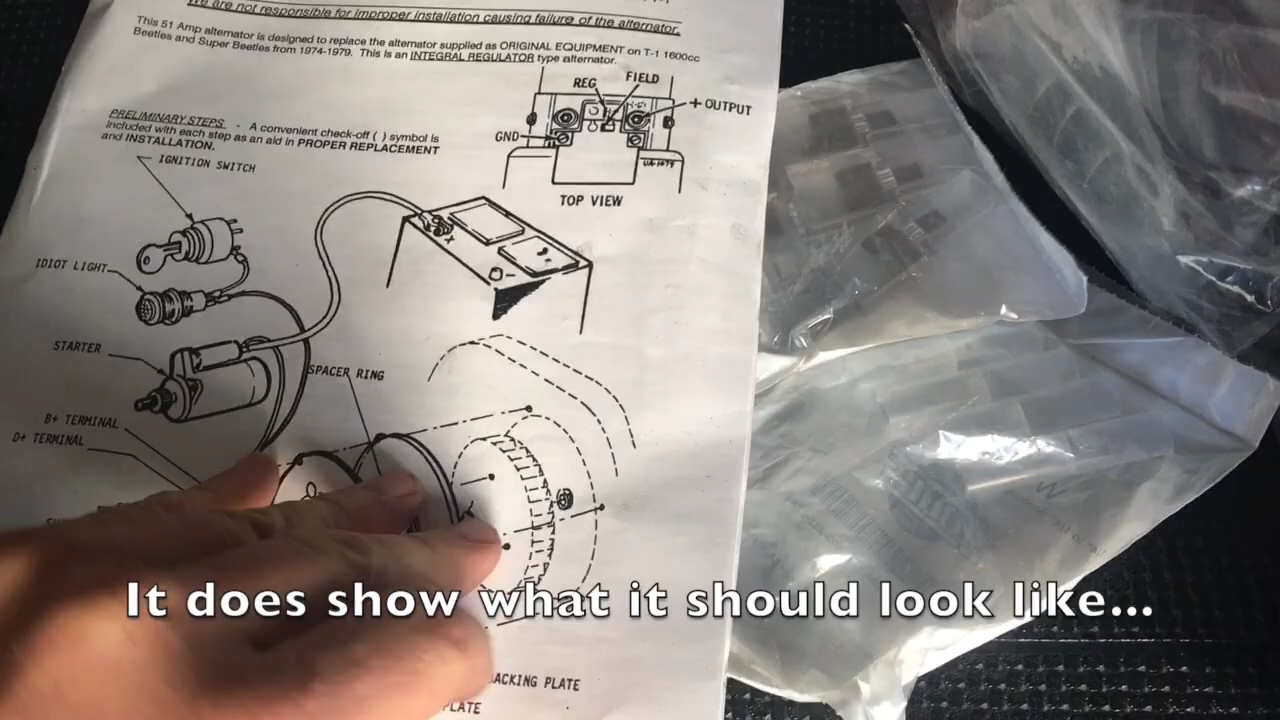 We are not responsible for improper installation causing failure of the alternator.
This 51 Amp alternator is designed to replace the alternator supplied as ORIGINAL EQUIPMENT on T-1 1600cc
Beetles and Super Beetles from 1974-1979. This is an INTEGRAL REGULATOR type alternator.
REG
FIELD
+ OUTPUT
GND
UA-1079
TOP VIEW
PRELIMINARY STEPS. - A convenient check-off ( ) symbol is
included with each step as an aid in PROPER REPLACEMENT
and INSTALLATION.
IGNITION SWITCH
IDIOT LIGHT
STARTER
SPACER RING
B+ TERMINAL
D+ TERMINAL
It does show what it should look like...
BACKING PLATE
PLATE